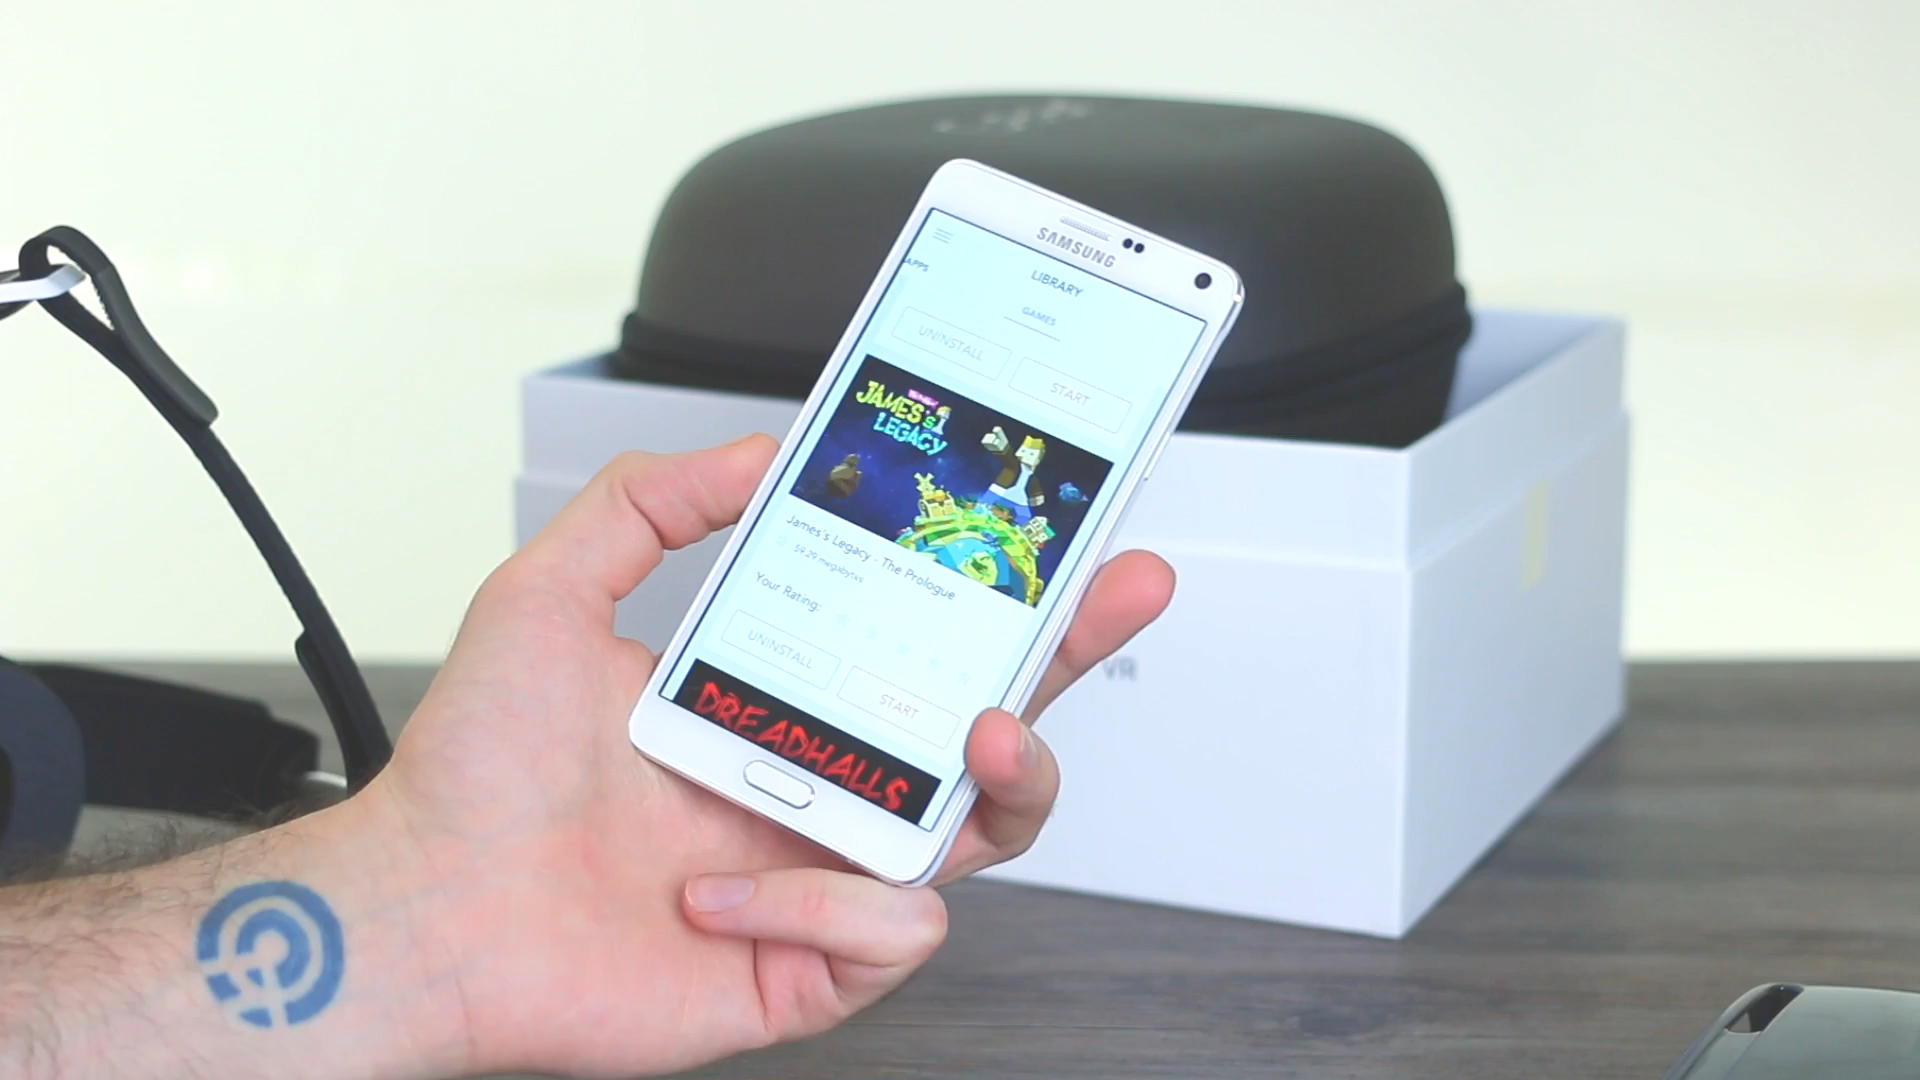 SAMSUNG
APPS
LIBRARY
GAMES
UNINSTALL
START
JAMES's
LEGACY
James's Legacy - The Prologue
59.29 megabytes
Your Rating:
UNINSTALL
START
DREADHALLS
VR